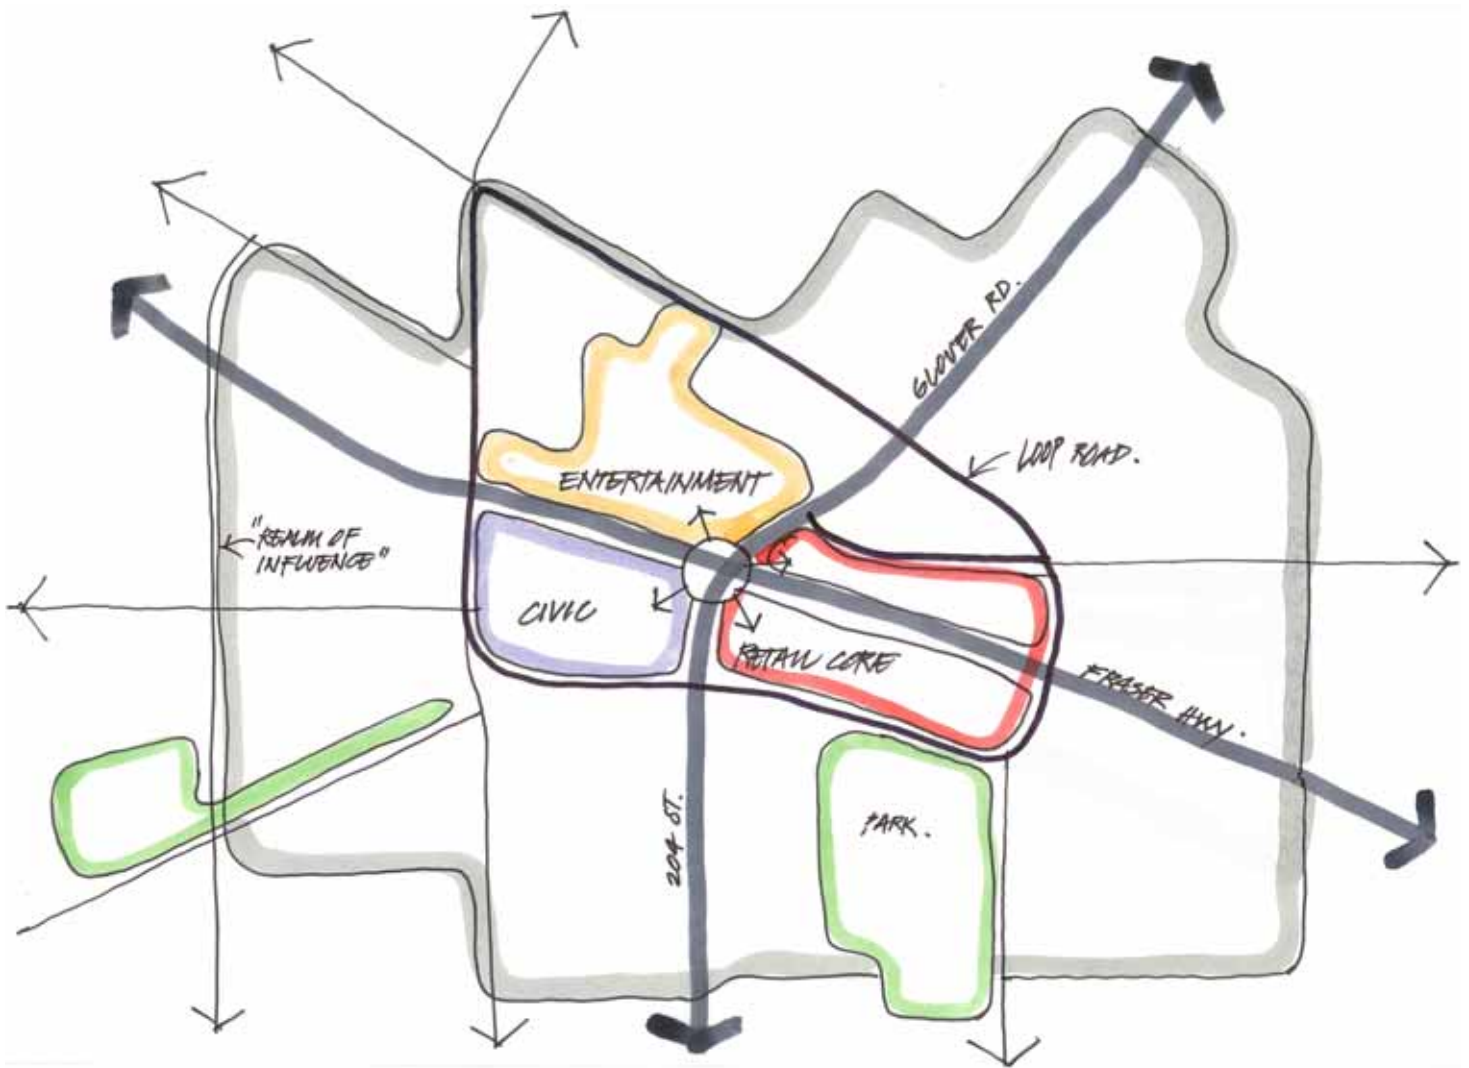 GLOVER RD.
LOOP ROAD.
ENTERTAINMENT
"REALM OF
INFLUENCE"
CIVIC
RETAIL CORE
FRASER HWY.
204 ST.
PARK.